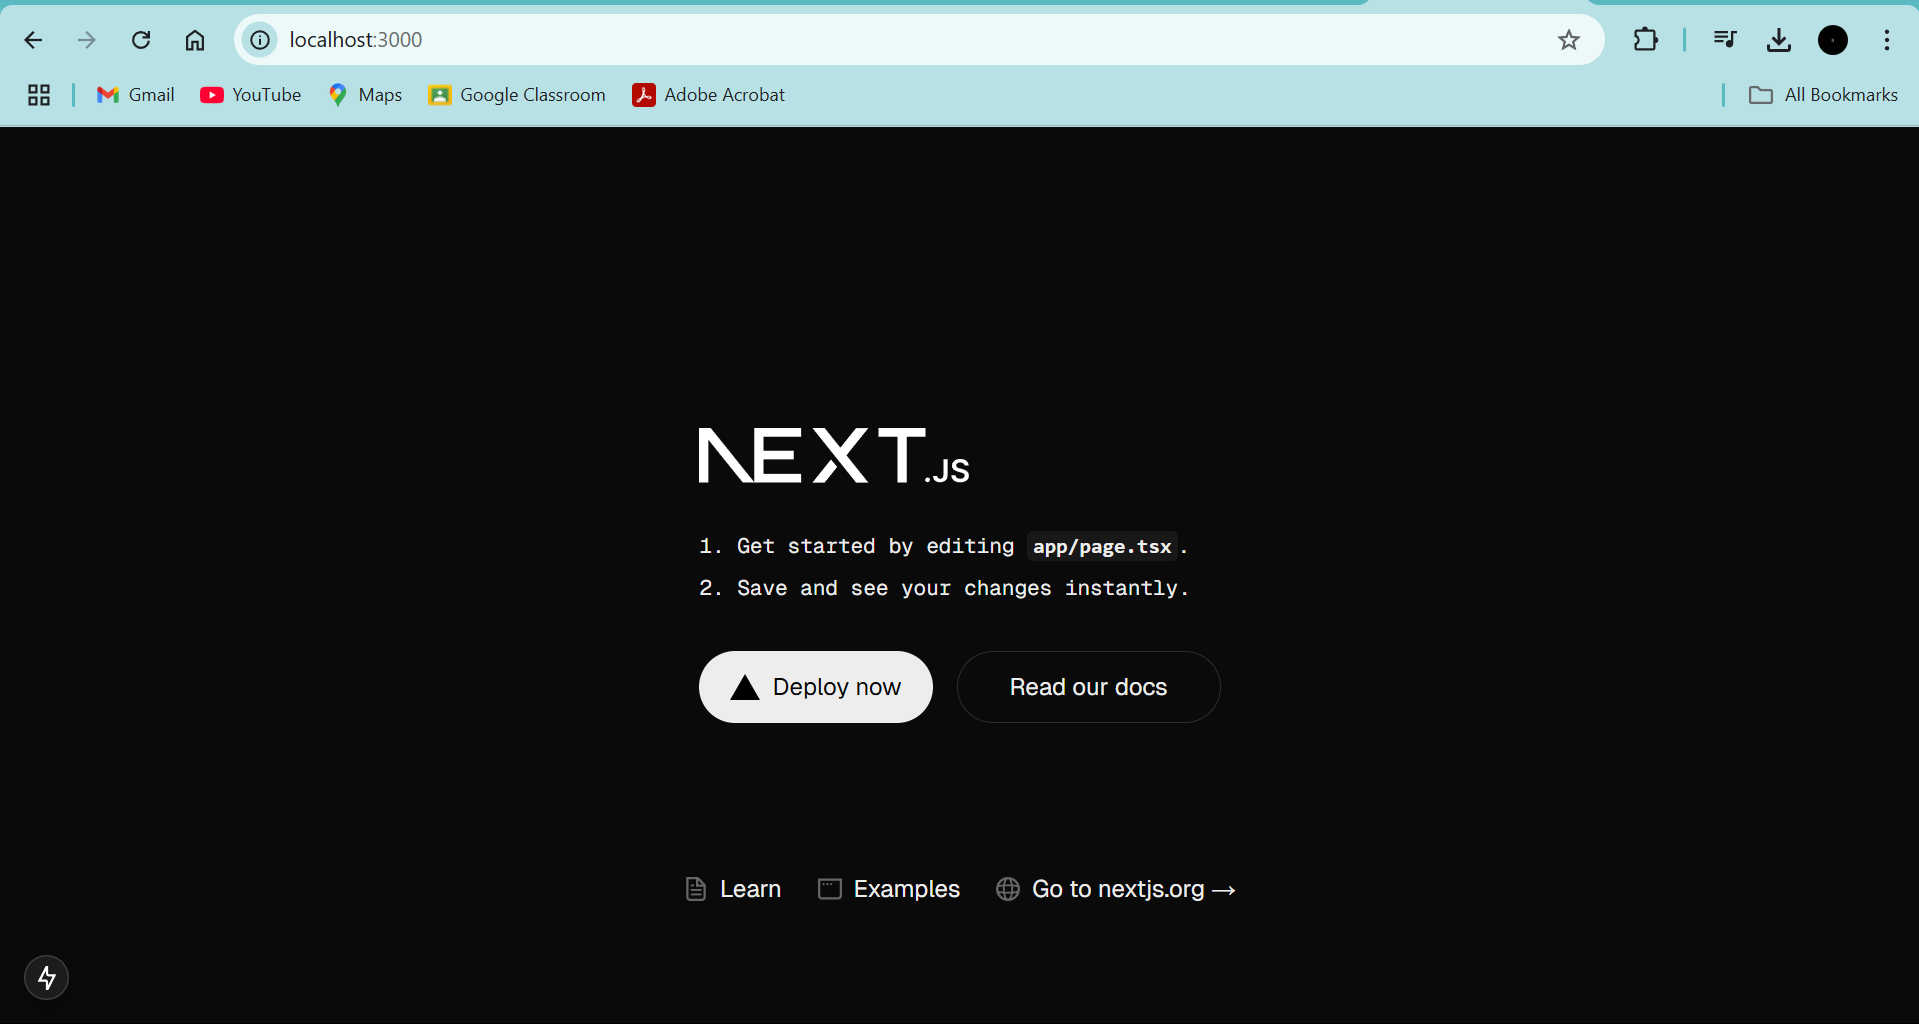 localhost:3000
Gmail YouTube Maps Google Classroom Adobe Acrobat All Bookmarks
NEXT.JS
1. Get started by editing app/page.tsx.
2. Save and see your changes instantly.
Deploy now Read our docs
Learn Examples Go to nextjs.org →